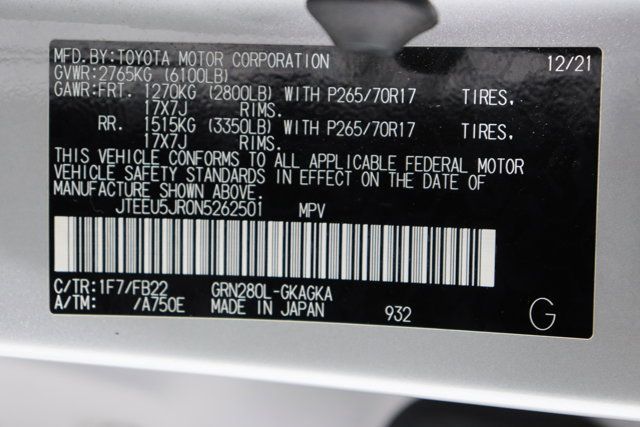 MFD.BY:TOYOTA MOTOR CORPORATION 12/21
GVWR:2765KG (6100LB)
GAWR:FRT. 1270KG (2800LB) WITH P265/70R17 TIRES,
17X7J RIMS.
RR. 1515KG (3350LB) WITH P265/70R17 TIRES,
17X7J RIMS.
THIS VEHICLE CONFORMS TO ALL APPLICABLE FEDERAL MOTOR
VEHICLE SAFETY STANDARDS IN EFFECT ON THE DATE OF
MANUFACTURE SHOWN ABOVE.
JTEEU5JR0N5262501 MPV
C/TR:1F7/FB22 GRN280L-GKAGKA
A/TM: /A750E MADE IN JAPAN 932 G